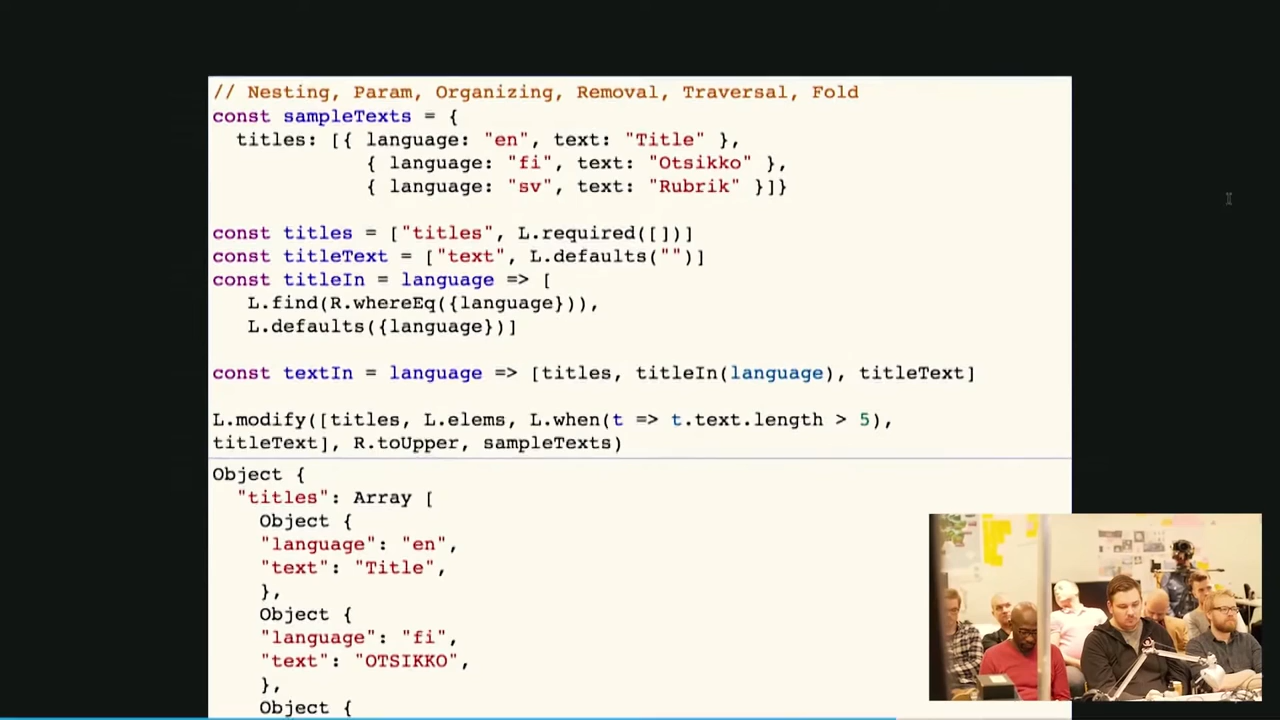 // Nesting, Param, Organizing, Removal, Traversal, Fold
const sampleTexts = {
  titles: [{ language: "en", text: "Title" },
             { language: "fi", text: "Otsikko" },
             { language: "sv", text: "Rubrik" }]}
const titles = ["titles", L.required([])]
const titleText = ["text", L.defaults("")]
const titleIn = language => [
   L.find(R.whereEq({language})),
   L.defaults({language})]
const textIn = language => [titles, titleIn(language), titleText]
L.modify([titles, L.elems, L.when(t => t.text.length > 5),
titleText], R.toUpper, sampleTexts)
Object {
  "titles": Array [
    Object {
    "language": "en",
    "text": "Title",
    },
    Object {
    "language": "fi",
    "text": "OTSIKKO",
    },
    Object {